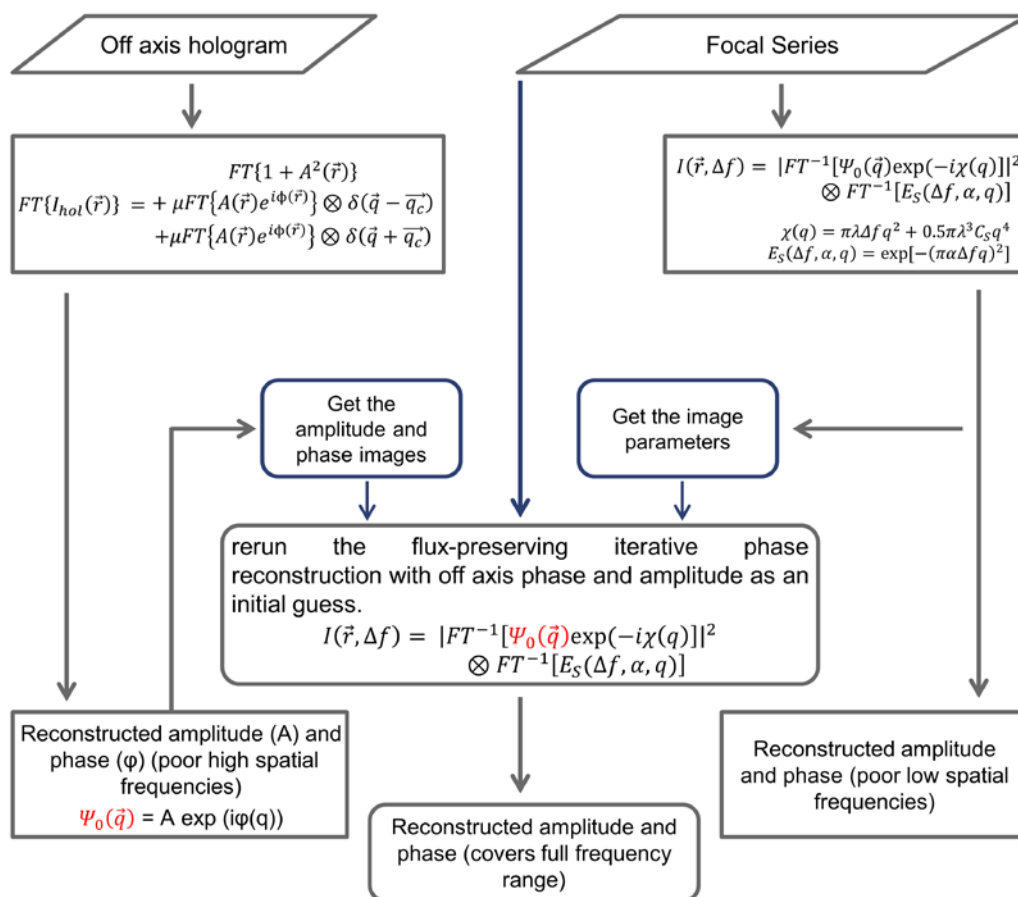 Off axis hologram
Focal Series
FT{1 + A²(r⃗)}
FT{I_hol(r⃗)} = + μFT{A(r⃗)e^{iϕ(r⃗)}} ⊗ δ(q⃗ − q_c⃗)
+μFT{A(r⃗)e^{iϕ(r⃗)}} ⊗ δ(q⃗ + q_c⃗)
I(r⃗, Δf) = |FT⁻¹[Ψ₀(q⃗)exp(−iχ(q)]|²
⊗ FT⁻¹[E_S(Δf, α, q)]
χ(q) = πλΔfq² + 0.5πλ³C_Sq⁴
E_S(Δf, α, q) = exp[−(παΔfq)²]
Get the
amplitude and
phase images
Get the image
parameters
rerun the flux-preserving iterative phase
reconstruction with off axis phase and amplitude as an
initial guess.
I(r⃗, Δf) = |FT⁻¹[Ψ₀(q⃗)exp(−iχ(q)]|²
⊗ FT⁻¹[E_S(Δf, α, q)]
Reconstructed amplitude (A) and
phase (φ) (poor high spatial
frequencies)
Ψ₀(q⃗) = A exp (iφ(q))
Reconstructed amplitude and
phase (covers full frequency
range)
Reconstructed amplitude
and phase (poor low spatial
frequencies)